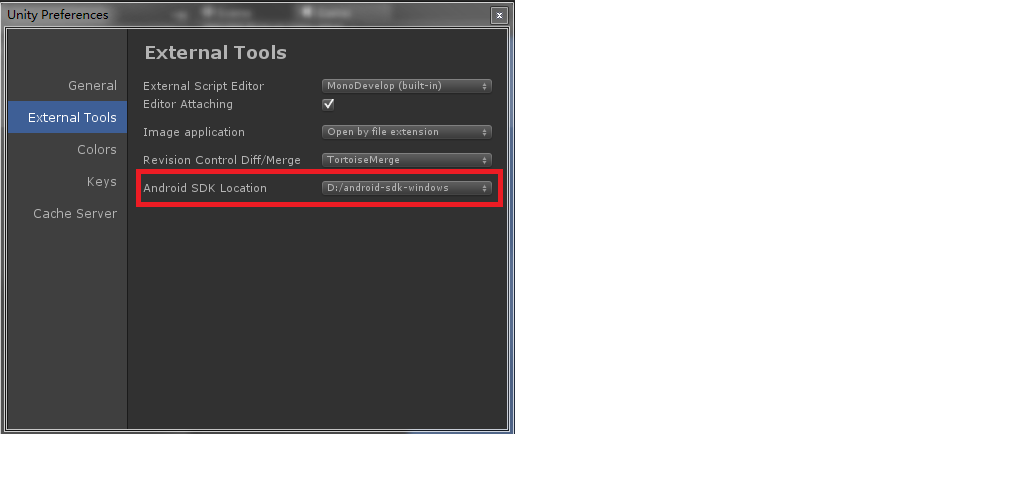 Unity Preferences
External Tools
General
External Script Editor MonoDevelop (built-in)
Editor Attaching
External Tools
Image application Open by file extension
Colors
Revision Control Diff/Merge TortoiseMerge
Keys
Android SDK Location D:/android-sdk-windows
Cache Server